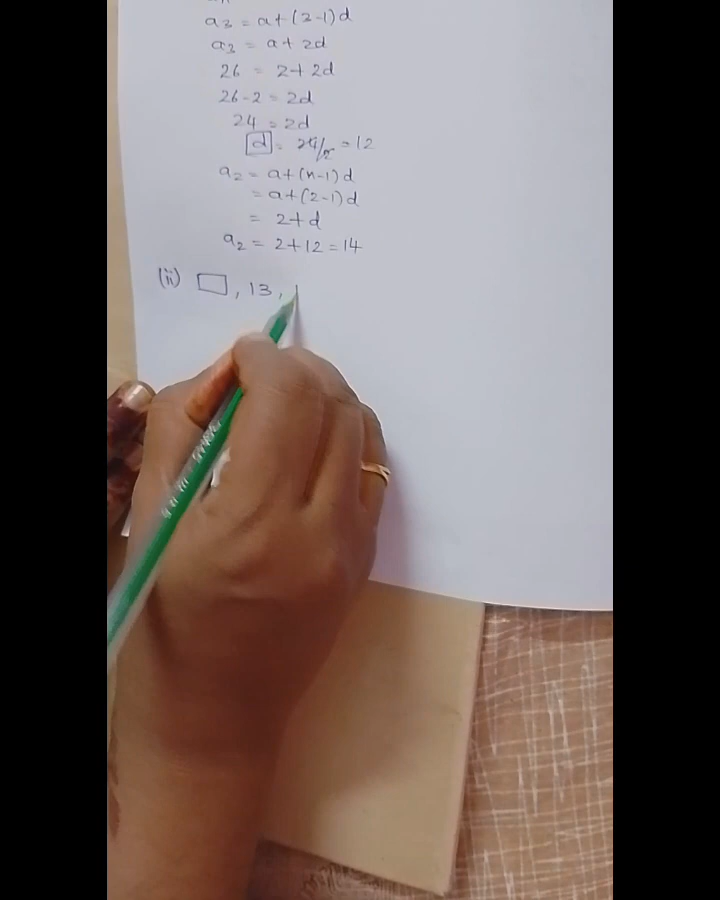 a₃ = a+(3-1)d
a₃ = a+2d
26 = 2+2d
26-2 = 2d
24 = 2d
d = 24/2 = 12
a₂ = a+(n-1)d
= a+(2-1)d
= 2+d
a₂ = 2+12 = 14
(ii) □, 13,